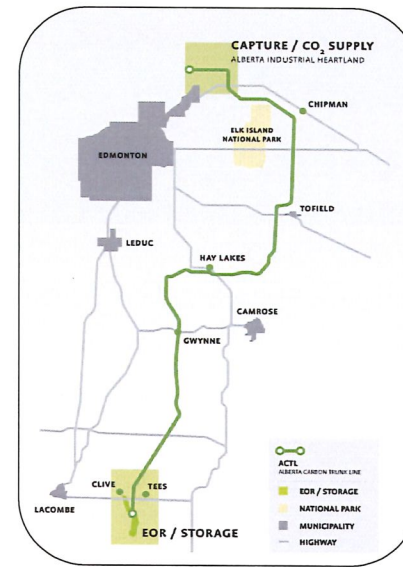 CAPTURE / CO₂ SUPPLY
ALBERTA INDUSTRIAL HEARTLAND
CHIPMAN
ELK ISLAND
NATIONAL PARK
EDMONTON
TOFIELD
LEDUC
HAY LAKES
CAMROSE
GWYNNE
CLIVE
TEES
LACOMBE
EOR / STORAGE
ACTL
ALBERTA CARBON TRUNK LINE
EOR / STORAGE
NATIONAL PARK
MUNICIPALITY
HIGHWAY